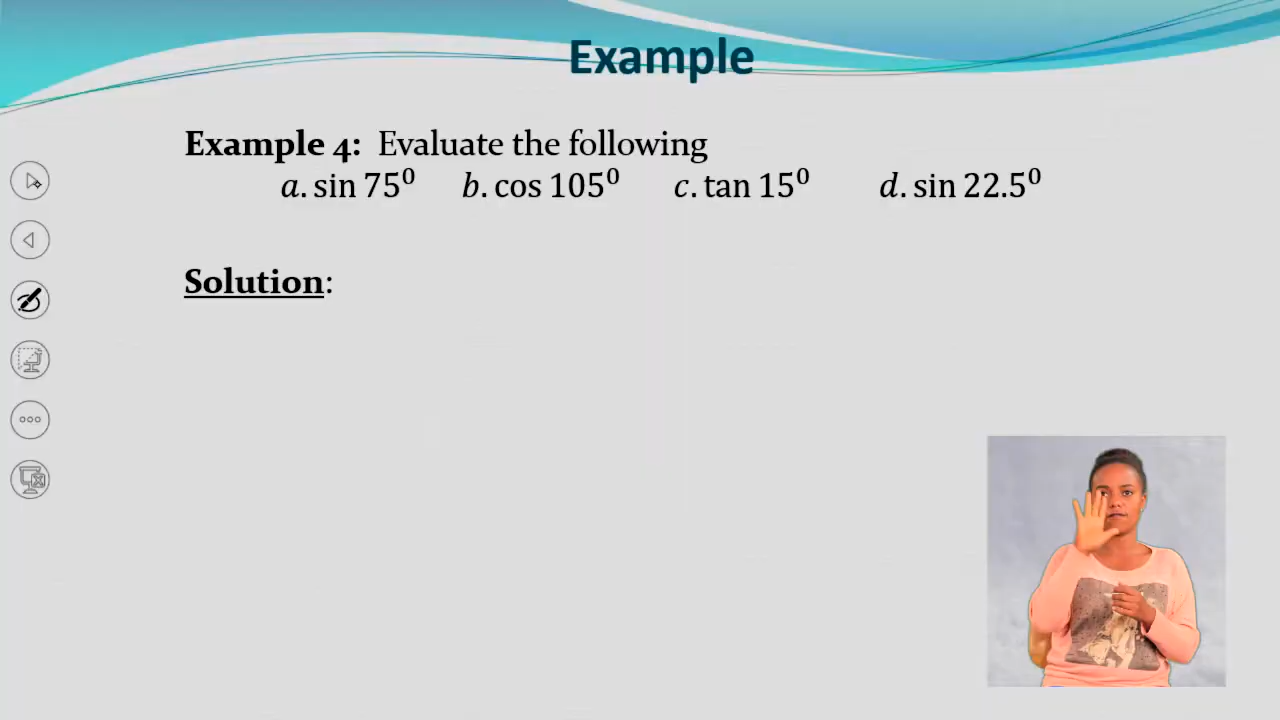 Example
Example 4: Evaluate the following
a. sin 75⁰ b. cos 105⁰ c. tan 15⁰ d. sin 22.5⁰
Solution: